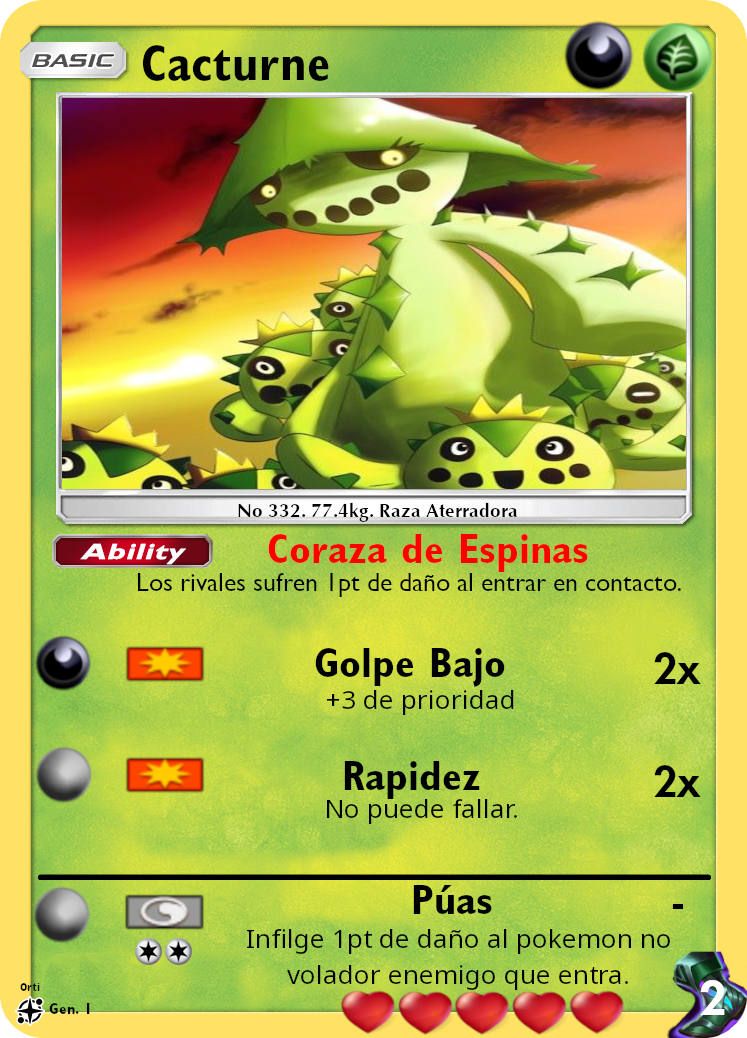 BASIC Cacturne
No 332. 77.4kg. Raza Aterradora
Ability Coraza de Espinas
Los rivales sufren 1pt de daño al entrar en contacto.
Golpe Bajo 2x
+3 de prioridad
Rapidez 2x
No puede fallar.
Púas -
Infilge 1pt de daño al pokemon no
volador enemigo que entra.
Orti
Gen. I
2